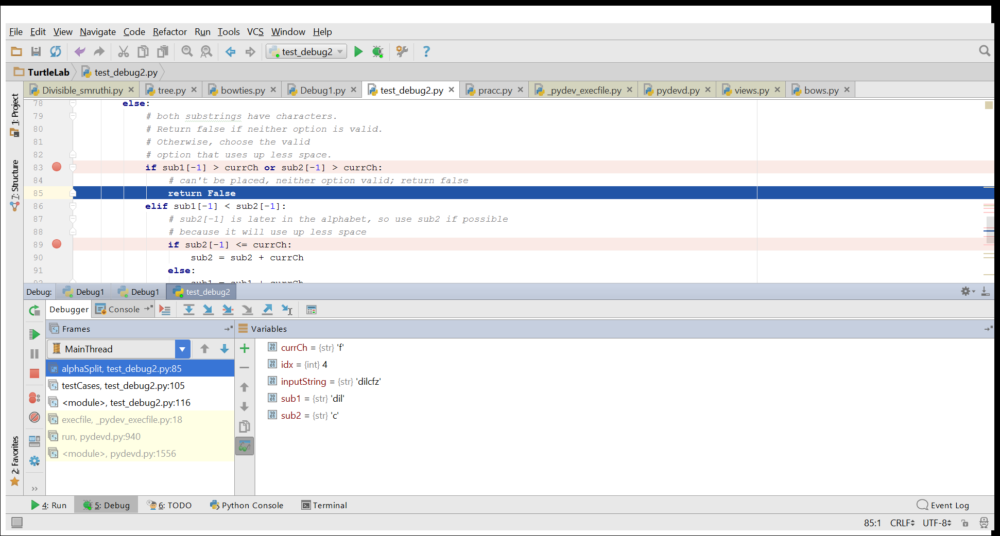 File Edit View Navigate Code Refactor Run Tools VCS Window Help
test_debug2
TurtleLab test_debug2.py
Divisible_smruthi.py tree.py bowties.py Debug1.py test_debug2.py pracc.py _pydev_execfile.py pydevd.py views.py bows.py
1: Project
7: Structure
2: Favorites
78 else:
79 # both substrings have characters.
80 # Return false if neither option is valid.
81 # Otherwise, choose the valid
82 # option that uses up less space.
83 if sub1[-1] > currCh or sub2[-1] > currCh:
84 # can't be placed, neither option valid; return false
85 return False
86 elif sub1[-1] < sub2[-1]:
87 # sub2[-1] is later in the alphabet, so use sub2 if possible
88 # because it will use up less space
89 if sub2[-1] <= currCh:
90 sub2 = sub2 + currCh
91 else:
92 sub1 = sub1 + currCh
Debug: Debug1 Debug1 test_debug2
Debugger Console
Frames
MainThread
alphaSplit, test_debug2.py:85
testCases, test_debug2.py:105
<module>, test_debug2.py:116
execfile, _pydev_execfile.py:18
run, pydevd.py:940
<module>, pydevd.py:1556
Variables
currCh = {str} 'f'
idx = {int} 4
inputString = {str} 'dilcfz'
sub1 = {str} 'dil'
sub2 = {str} 'c'
4: Run 5: Debug 6: TODO Python Console Terminal Event Log
85:1 CRLF UTF-8